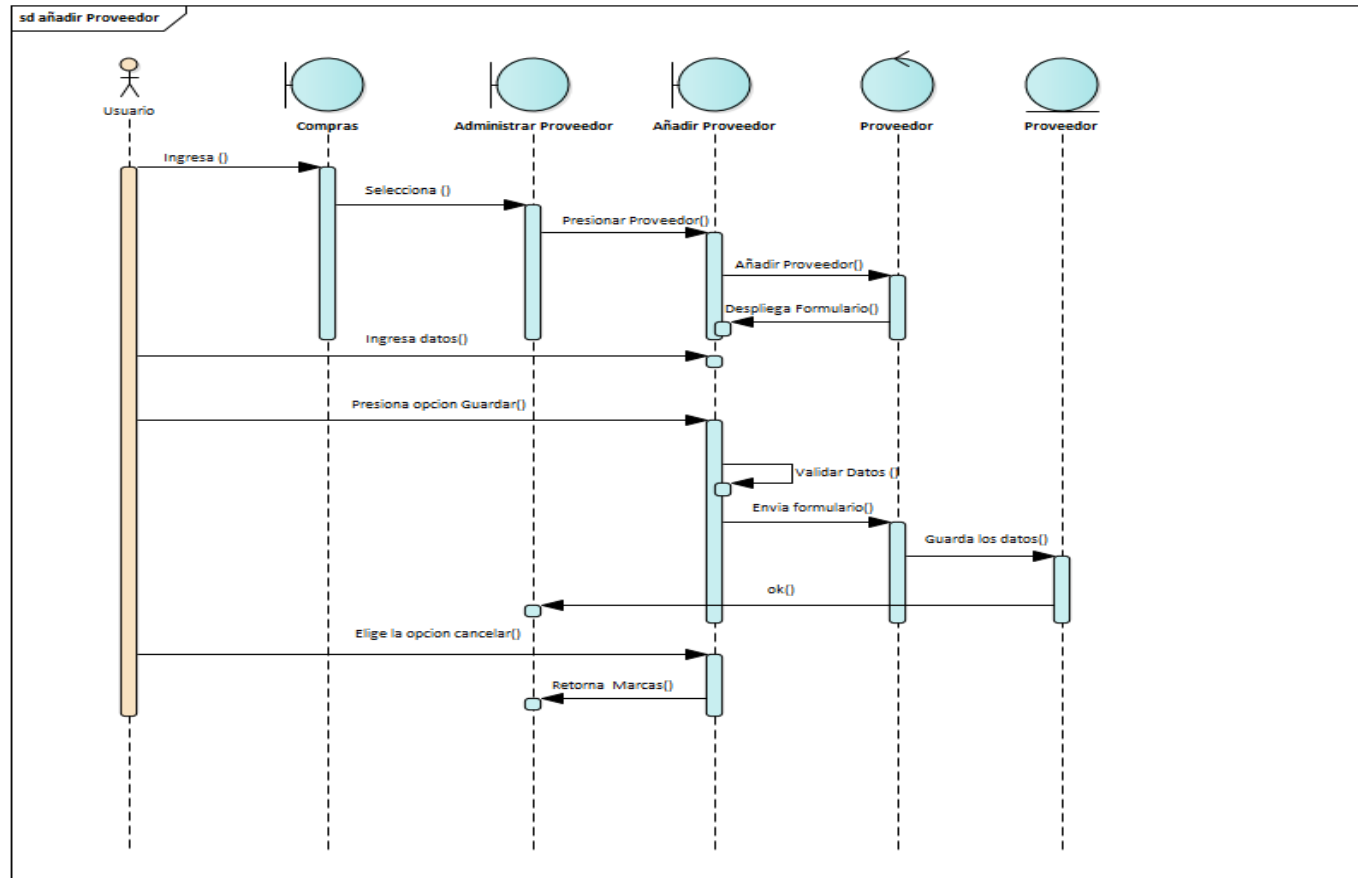 sd añadir Proveedor
Usuario
Compras
Administrar Proveedor
Añadir Proveedor
Proveedor
Proveedor
Ingresa ()
Selecciona ()
Presionar Proveedor()
Añadir Proveedor()
Despliega Formulario()
Ingresa datos()
Presiona opcion Guardar()
Validar Datos ()
Envia formulario()
Guarda los datos()
ok()
Elige la opcion cancelar()
Retorna Marcas()